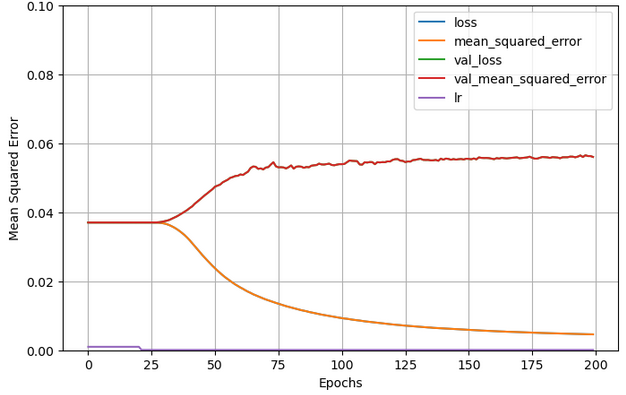 0.10
0.08
0.06
0.04
0.02
0.00
Mean Squared Error
loss
mean_squared_error
val_loss
val_mean_squared_error
lr
0 25 50 75 100 125 150 175 200
Epochs